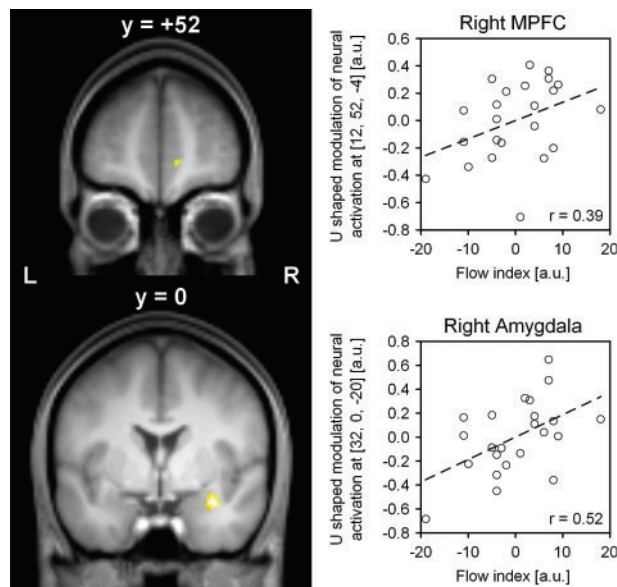 y = +52
L
R
y = 0
Right MPFC
U shaped modulation of neural
activation at [12, 52, -4] [a.u.]
0.6
0.4
0.2
0.0
-0.2
-0.4
-0.6
-0.8
-20
-10
0
10
20
r = 0.39
Flow index [a.u.]
Right Amygdala
U shaped modulation of neural
activation at [32, 0, -20] [a.u.]
0.8
0.6
0.4
0.2
0.0
-0.2
-0.4
-0.6
-0.8
-20
-10
0
10
20
r = 0.52
Flow index [a.u.]